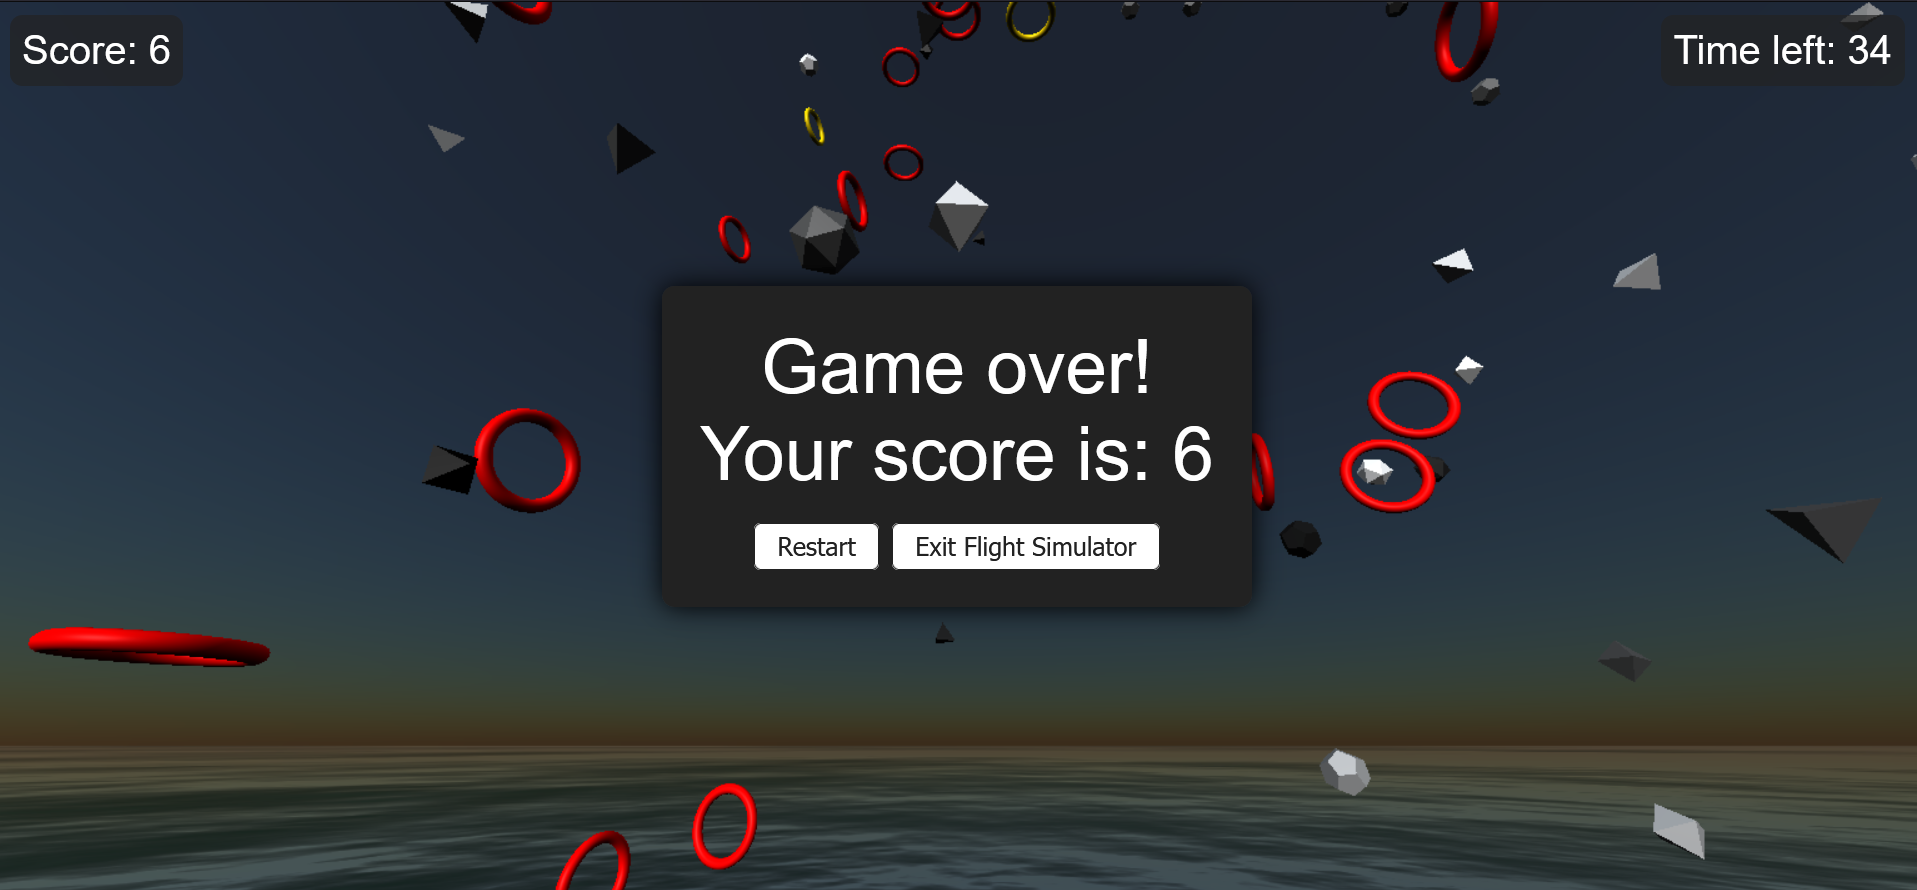 Score: 6
Time left: 34
Game over!
Your score is: 6
Restart
Exit Flight Simulator